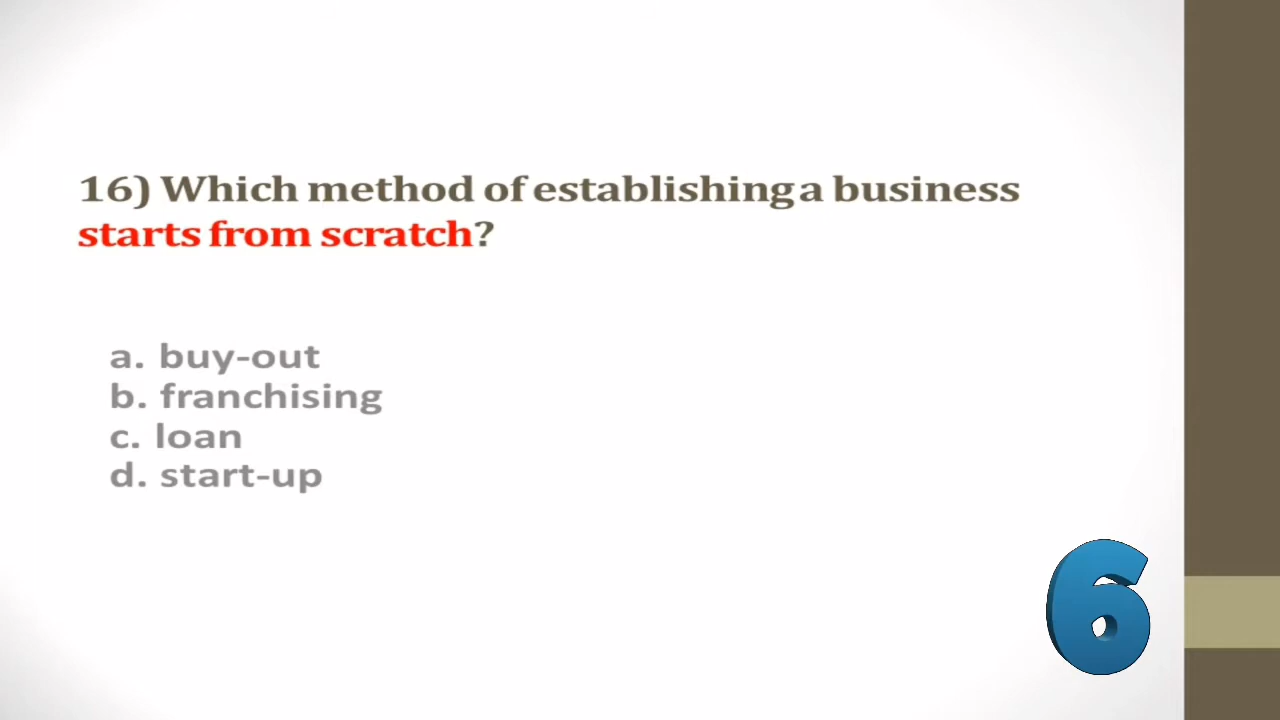 16) Which method of establishing a business
starts from scratch?
a. buy-out
b. franchising
c. loan
d. start-up
6